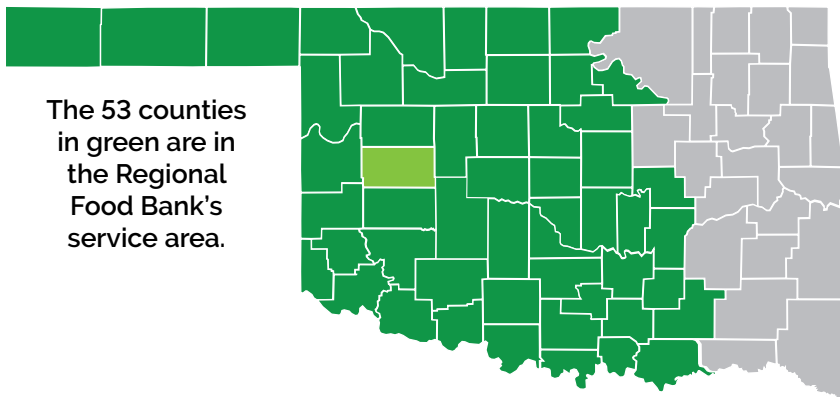 The 53 counties
in green are in
the Regional
Food Bank’s
service area.